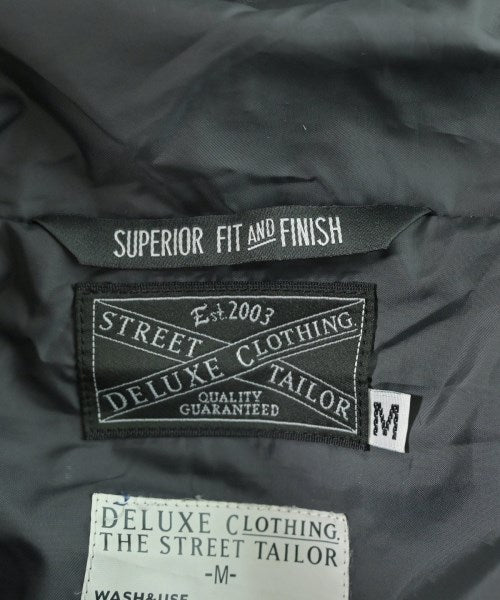 SUPERIOR FIT AND FINISH
Est. 2003
STREET TAILOR
DELUXE CLOTHING.
QUALITY
GUARANTEED
M
DELUXE CLOTHING.
THE STREET TAILOR
-M-
WASH&USE